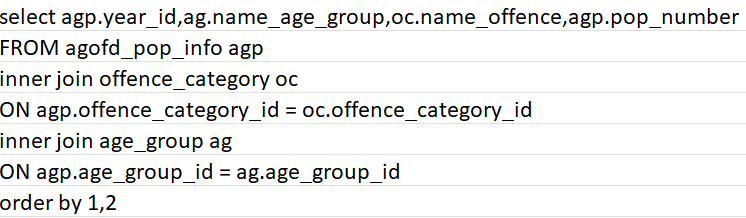 select agp.year_id,ag.name_age_group,oc.name_offence,agp.pop_number
FROM agofd_pop_info agp
inner join offence_category oc
ON agp.offence_category_id = oc.offence_category_id
inner join age_group ag
ON agp.age_group_id = ag.age_group_id
order by 1,2